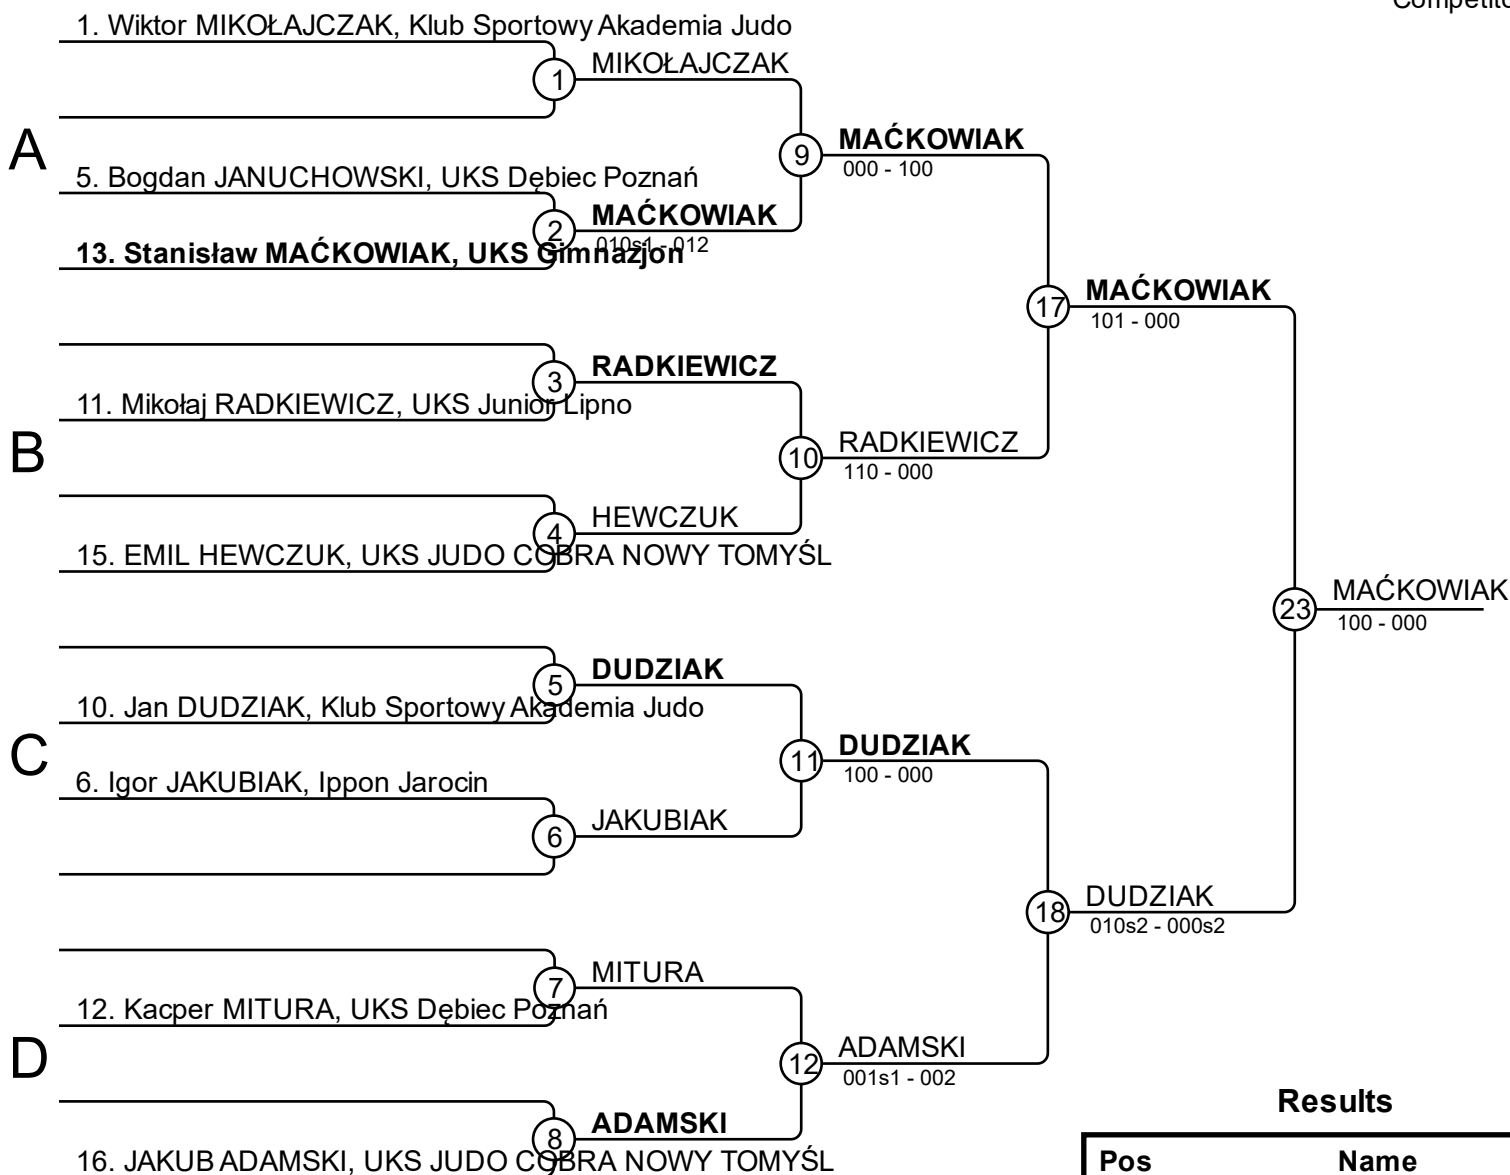 Competito
1. Wiktor MIKOŁAJCZAK, Klub Sportowy Akademia Judo
1
MIKOŁAJCZAK
A
9
MAĆKOWIAK
000 - 100
5. Bogdan JANUCHOWSKI, UKS Dębiec Poznań
2
MAĆKOWIAK
010s1 - 012
13. Stanisław MAĆKOWIAK, UKS Gimnazjon
17
MAĆKOWIAK
101 - 000
3
RADKIEWICZ
11. Mikołaj RADKIEWICZ, UKS Junior Lipno
B
10
RADKIEWICZ
110 - 000
4
HEWCZUK
15. EMIL HEWCZUK, UKS JUDO COBRA NOWY TOMYŚL
23
MAĆKOWIAK
100 - 000
5
DUDZIAK
10. Jan DUDZIAK, Klub Sportowy Akademia Judo
C
11
DUDZIAK
100 - 000
6. Igor JAKUBIAK, Ippon Jarocin
6
JAKUBIAK
18
DUDZIAK
010s2 - 000s2
7
MITURA
12. Kacper MITURA, UKS Dębiec Poznań
D
12
ADAMSKI
001s1 - 002
8
ADAMSKI
16. JAKUB ADAMSKI, UKS JUDO COBRA NOWY TOMYŚL
Results
Pos Name